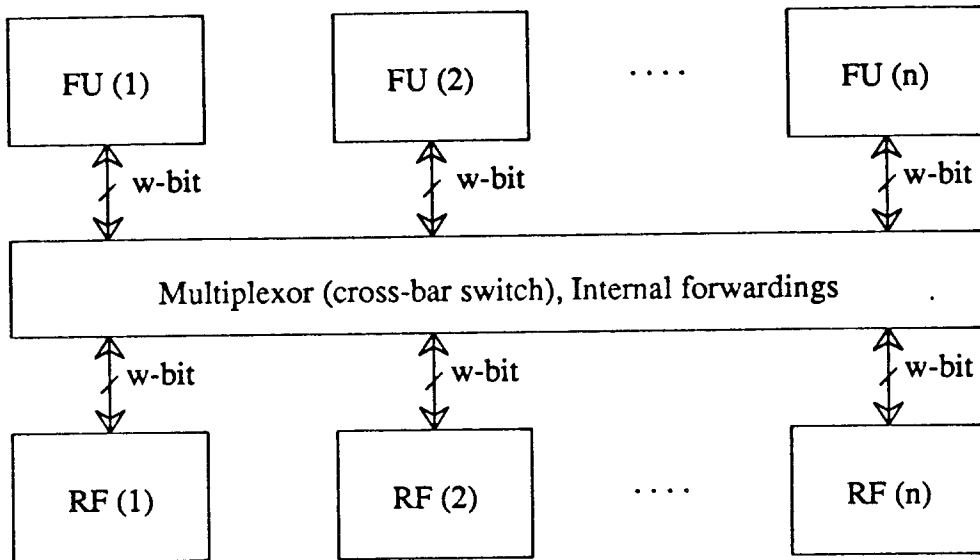 FU (1) FU (2) .... FU (n)
w-bit w-bit w-bit
Multiplexor (cross-bar switch), Internal forwardings
w-bit w-bit w-bit
RF (1) RF (2) .... RF (n)